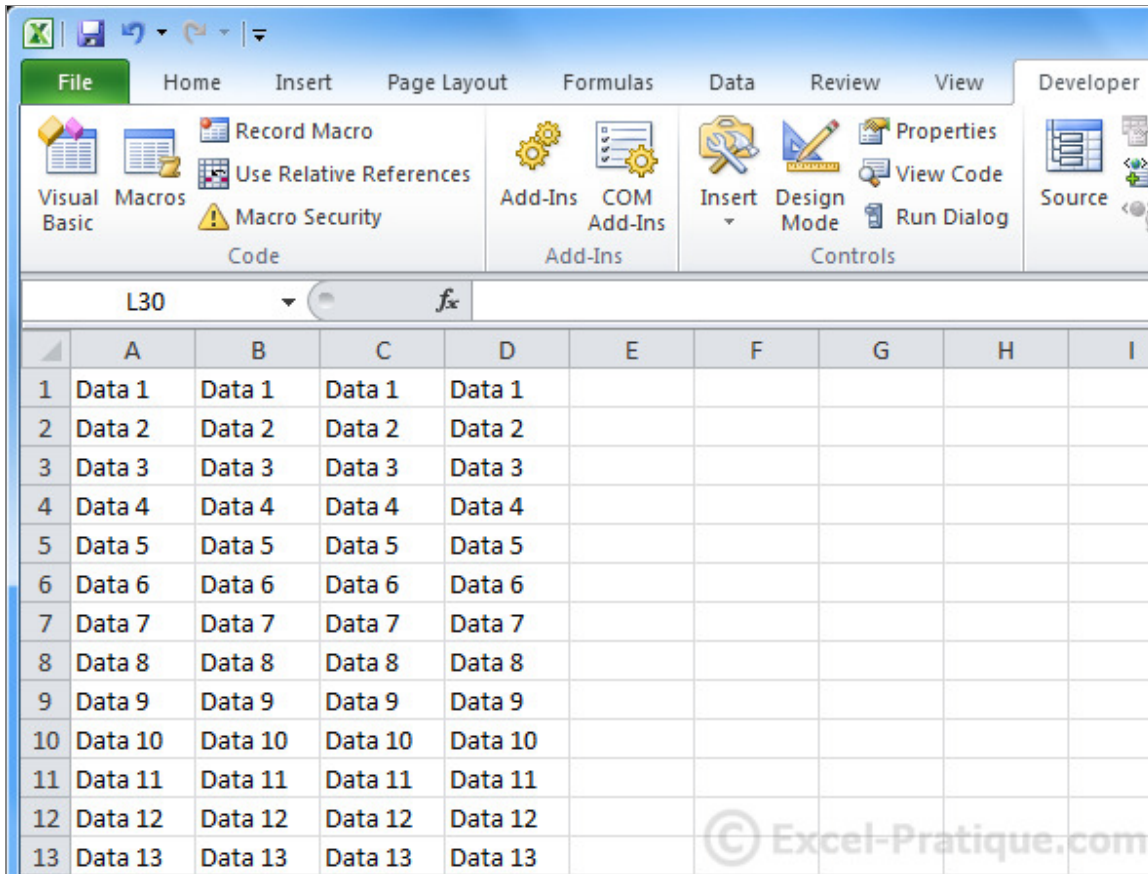 File Home Insert Page Layout Formulas Data Review View Developer
Record Macro
Use Relative References
Macro Security
Visual Basic
Macros
Code
Add-Ins
COM Add-Ins
Add-Ins
Insert
Design Mode
Properties
View Code
Run Dialog
Controls
Source
L30 fx
A B C D E F G H I
1 Data 1 Data 1 Data 1 Data 1
2 Data 2 Data 2 Data 2 Data 2
3 Data 3 Data 3 Data 3 Data 3
4 Data 4 Data 4 Data 4 Data 4
5 Data 5 Data 5 Data 5 Data 5
6 Data 6 Data 6 Data 6 Data 6
7 Data 7 Data 7 Data 7 Data 7
8 Data 8 Data 8 Data 8 Data 8
9 Data 9 Data 9 Data 9 Data 9
10 Data 10 Data 10 Data 10 Data 10
11 Data 11 Data 11 Data 11 Data 11
12 Data 12 Data 12 Data 12 Data 12
13 Data 13 Data 13 Data 13 Data 13
© Excel-Pratique.com